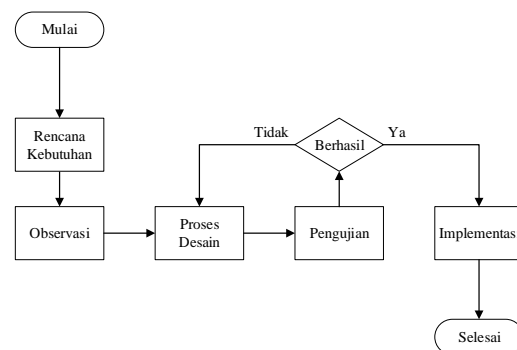 Mulai
Rencana
Kebutuhan
Observasi
Proses
Desain
Pengujian
Berhasil
Tidak
Ya
Implementas
Selesai